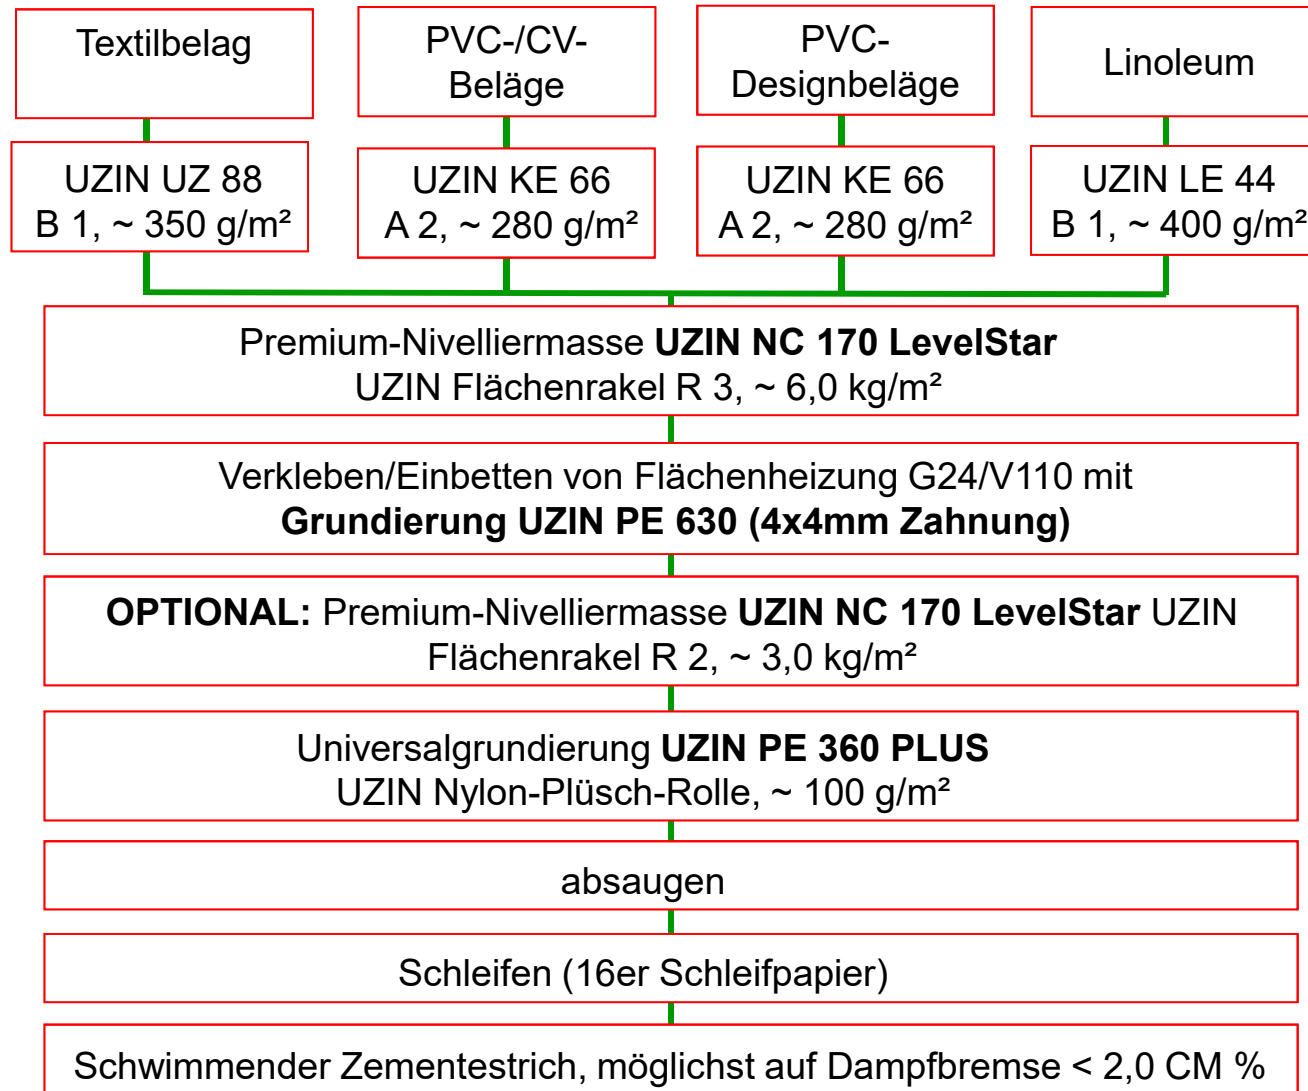 Textilbelag
PVC-/CV-
Beläge
PVC-
Designbeläge
Linoleum
UZIN UZ 88
B 1, ~ 350 g/m²
UZIN KE 66
A 2, ~ 280 g/m²
UZIN KE 66
A 2, ~ 280 g/m²
UZIN LE 44
B 1, ~ 400 g/m²
Premium-Nivelliermasse UZIN NC 170 LevelStar
UZIN Flächenrakel R 3, ~ 6,0 kg/m²
Verkleben/Einbetten von Flächenheizung G24/V110 mit
Grundierung UZIN PE 630 (4x4mm Zahnung)
OPTIONAL: Premium-Nivelliermasse UZIN NC 170 LevelStar UZIN
Flächenrakel R 2, ~ 3,0 kg/m²
Universalgrundierung UZIN PE 360 PLUS
UZIN Nylon-Plüsch-Rolle, ~ 100 g/m²
absaugen
Schleifen (16er Schleifpapier)
Schwimmender Zementestrich, möglichst auf Dampfbremse < 2,0 CM %